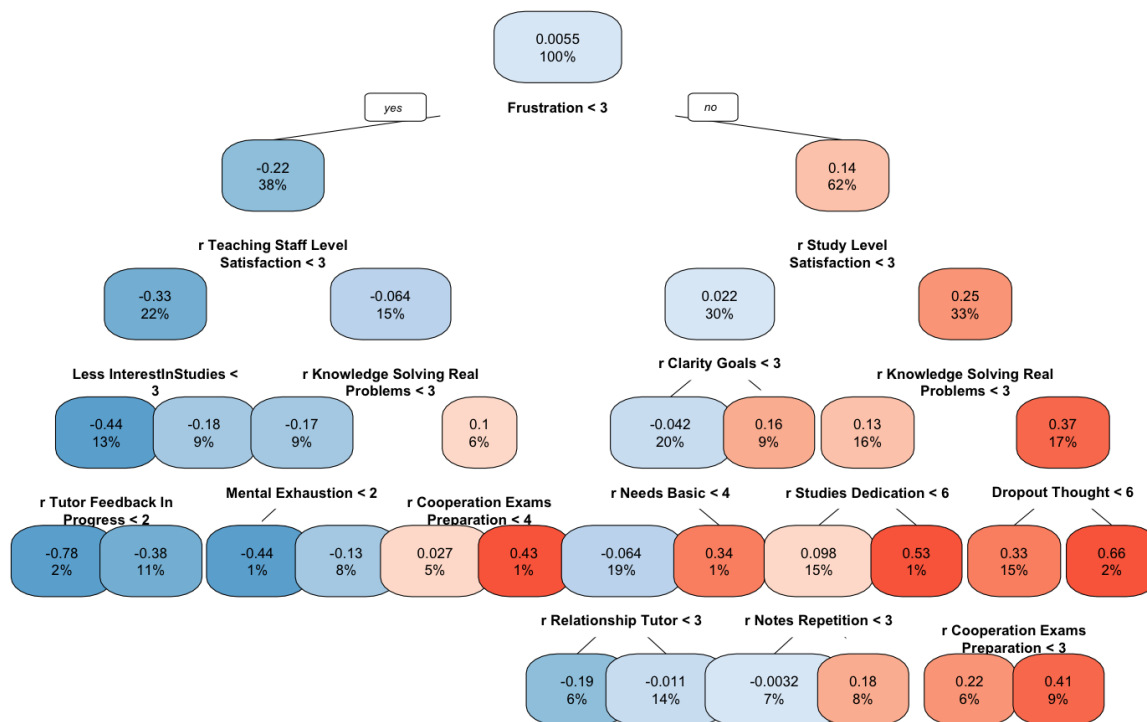 0.0055
100%
yes
no
Frustration < 3
-0.22
38%
0.14
62%
r Teaching Staff Level
Satisfaction < 3
r Study Level
Satisfaction < 3
-0.33
22%
-0.064
15%
0.022
30%
0.25
33%
Less InterestInStudies <
3
r Knowledge Solving Real
Problems < 3
r Clarity Goals < 3
r Knowledge Solving Real
Problems < 3
-0.44
13%
-0.18
9%
-0.17
9%
0.1
6%
-0.042
20%
0.16
9%
0.13
16%
0.37
17%
r Tutor Feedback In
Progress < 2
Mental Exhaustion < 2
r Cooperation Exams
Preparation < 4
r Needs Basic < 4
r Studies Dedication < 6
Dropout Thought < 6
-0.78
2%
-0.38
11%
-0.44
1%
-0.13
8%
0.027
5%
0.43
1%
-0.064
19%
0.34
1%
0.098
15%
0.53
1%
0.33
15%
0.66
2%
r Relationship Tutor < 3
r Notes Repetition < 3
r Cooperation Exams
Preparation < 3
-0.19
6%
-0.011
14%
-0.0032
7%
0.18
8%
0.22
6%
0.41
9%